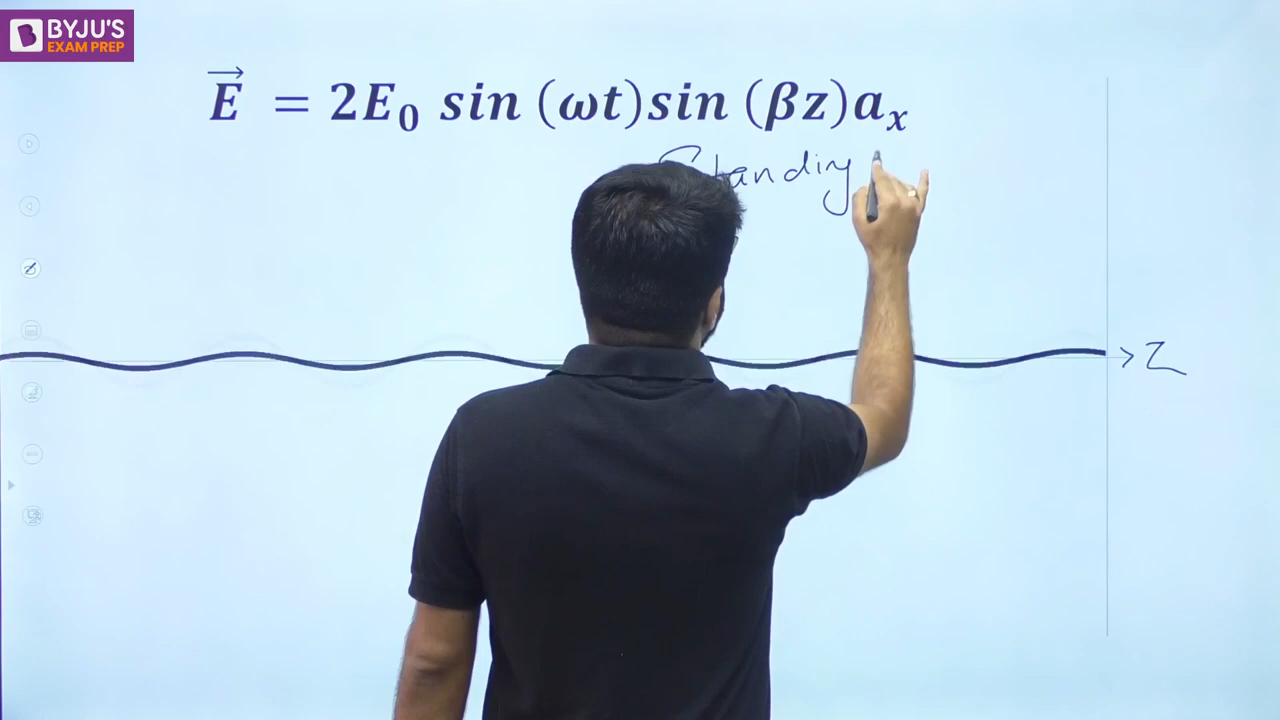 BYJU'S
EXAM PREP
E⃗ = 2E₀ sin (ωt)sin (βz)aₓ
Standing
Z